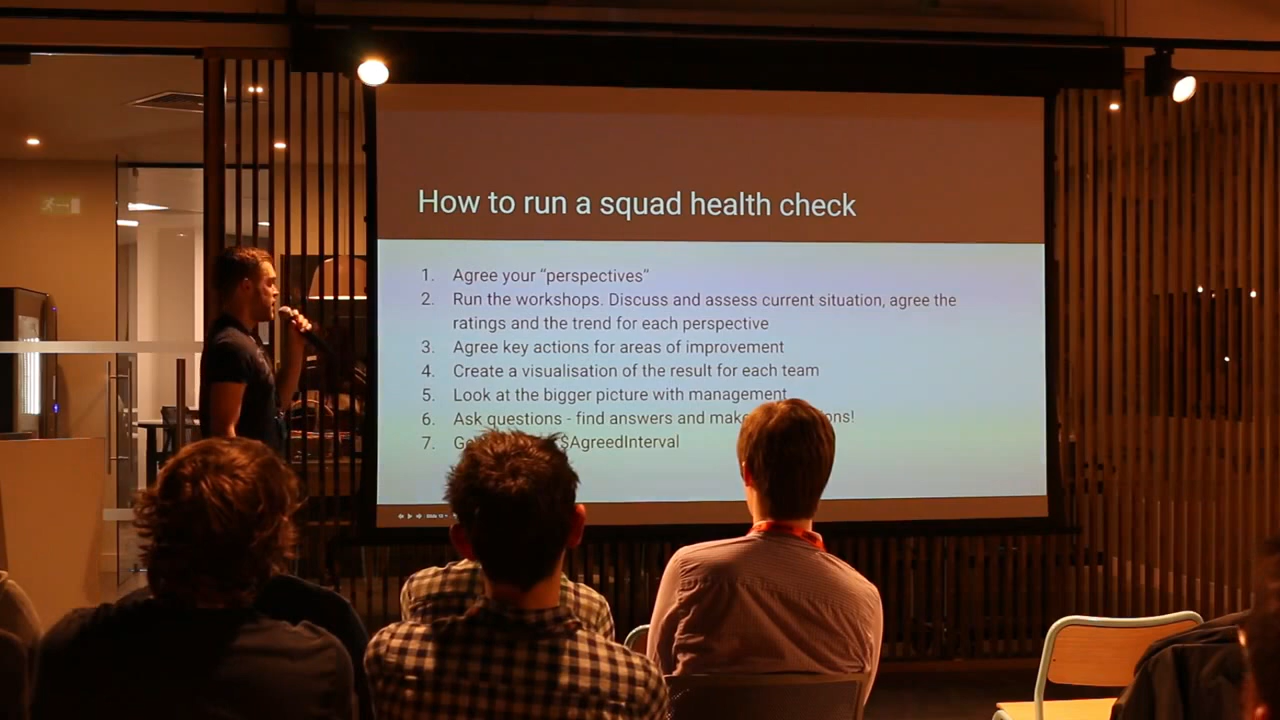 How to run a squad health check
1. Agree your “perspectives”
2. Run the workshops. Discuss and assess current situation, agree the
ratings and the trend for each perspective
3. Agree key actions for areas of improvement
4. Create a visualisation of the result for each team
5. Look at the bigger picture with management
6. Ask questions - find answers and make
7. $AgreedInterval